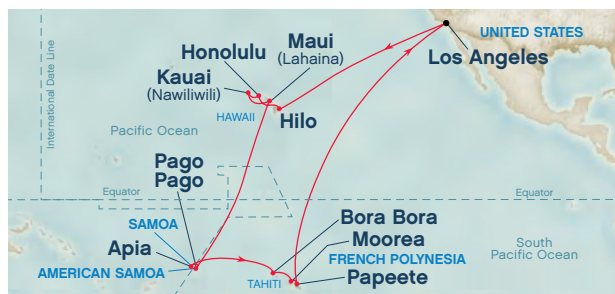 UNITED STATES
Los Angeles
Maui
(Lahaina)
Honolulu
Kauai
(Nawiliwili)
HAWAII
Hilo
International Date Line
Pacific Ocean
Pago
Pago
Equator
Equator
SAMOA
Apia
AMERICAN SAMOA
Bora Bora
Moorea
FRENCH POLYNESIA
TAHITI
Papeete
South
Pacific Ocean